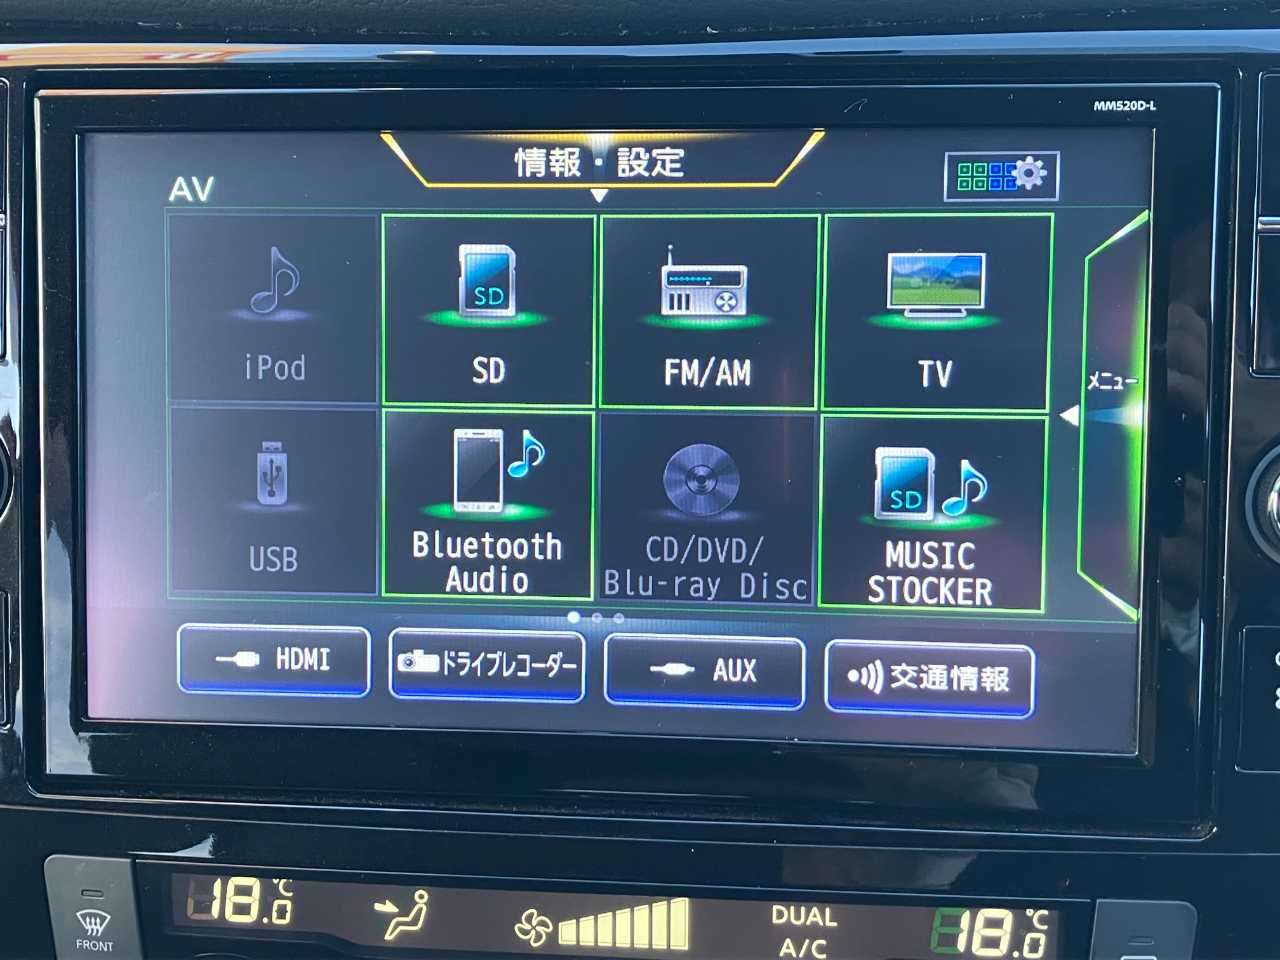 MM520D-L
情報・設定
AV
iPod
SD
SD
FM/AM
TV
メニュー
USB
Bluetooth
Audio
CD/DVD/
Blu-ray Disc
SD
MUSIC
STOCKER
HDMI
ドライブレコーダー
AUX
交通情報
FRONT
18.0℃
DUAL
A/C
18.0℃